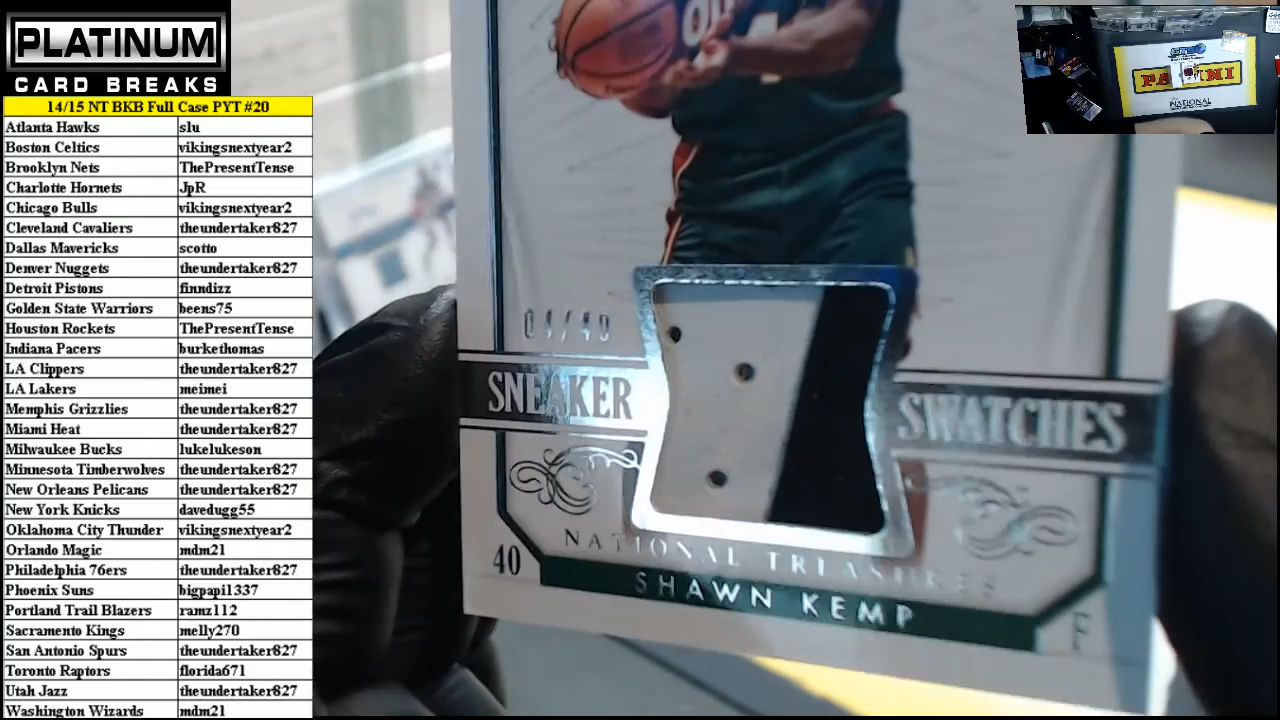 PLATINUM
CARD BREAKS
14/15 NT BKB Full Case PYT #20
Atlanta Hawks slu
Boston Celtics vikingsnextyear2
Brooklyn Nets ThePresentTense
Charlotte Hornets JpR
Chicago Bulls vikingsnextyear2
Cleveland Cavaliers theundertaker827
Dallas Mavericks scotto
Denver Nuggets theundertaker827
Detroit Pistons finndizz
Golden State Warriors beens75
Houston Rockets ThePresentTense
Indiana Pacers burkethomas
LA Clippers theundertaker827
LA Lakers meimei
Memphis Grizzlies theundertaker827
Miami Heat theundertaker827
Milwaukee Bucks lukelukeson
Minnesota Timberwolves theundertaker827
New Orleans Pelicans theundertaker827
New York Knicks davedugg55
Oklahoma City Thunder vikingsnextyear2
Orlando Magic mdm21
Philadelphia 76ers theundertaker827
Phoenix Suns bigpapi1337
Portland Trail Blazers ramz112
Sacramento Kings melly270
San Antonio Spurs theundertaker827
Toronto Raptors florida671
Utah Jazz theundertaker827
Washington Wizards mdm21
04/40
SNEAKER SWATCHES
NATIONAL TREASURES
40 SHAWN KEMP F
PANINI
NATIONAL